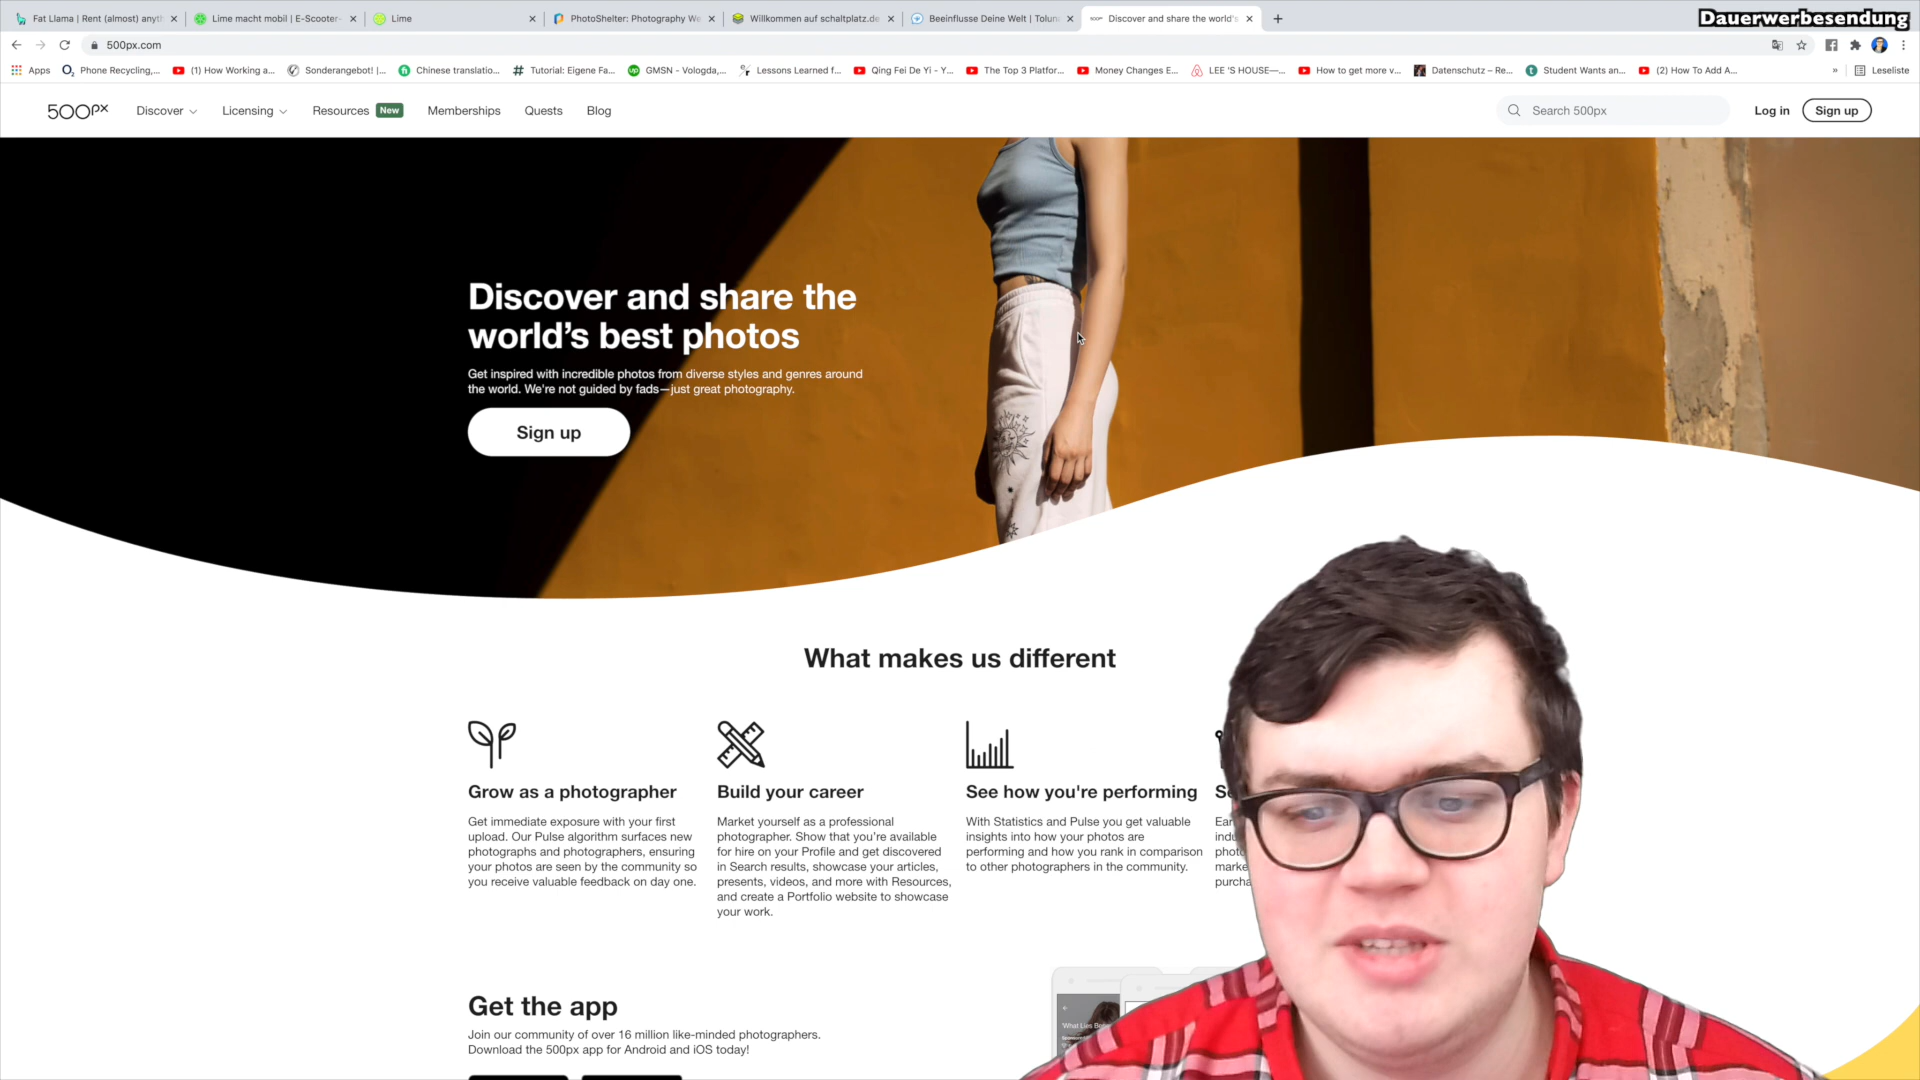 Fat Llama | Rent (almost) anyth
Lime macht mobil | E-Scooter-
Lime
PhotoShelter: Photography We
Willkommen auf schaltplatz.de
Beeinflusse Deine Welt | Tolun
Discover and share the world's
Dauerwerbesendung
500px.com
Apps
Phone Recycling,...
(1) How Working a...
Sonderangebot! |...
Chinese translatio...
Tutorial: Eigene Fa...
GMSN - Vologda,...
Lessons Learned f...
Qing Fei De Yi - Y...
The Top 3 Platfor...
Money Changes E...
LEE 'S HOUSE—...
How to get more v...
Datenschutz – Re...
Student Wants an...
(2) How To Add A...
»
Leseliste
500px
Discover
Licensing
Resources New
Memberships
Quests
Blog
Search 500px
Log in
Sign up
Discover and share the
world's best photos
Get inspired with incredible photos from diverse styles and genres around
the world. We're not guided by fads—just great photography.
Sign up
What makes us different
Grow as a photographer
Get immediate exposure with your first
upload. Our Pulse algorithm surfaces new
photographs and photographers, ensuring
your photos are seen by the community so
you receive valuable feedback on day one.
Build your career
Market yourself as a professional
photographer. Show that you're available
for hire on your Profile and get discovered
in Search results, showcase your articles,
presents, videos, and more with Resources,
and create a Portfolio website to showcase
your work.
See how you're performing
With Statistics and Pulse you get valuable
insights into how your photos are
performing and how you rank in comparison
to other photographers in the community.
Get the app
Join our community of over 16 million like-minded photographers.
Download the 500px app for Android and iOS today!